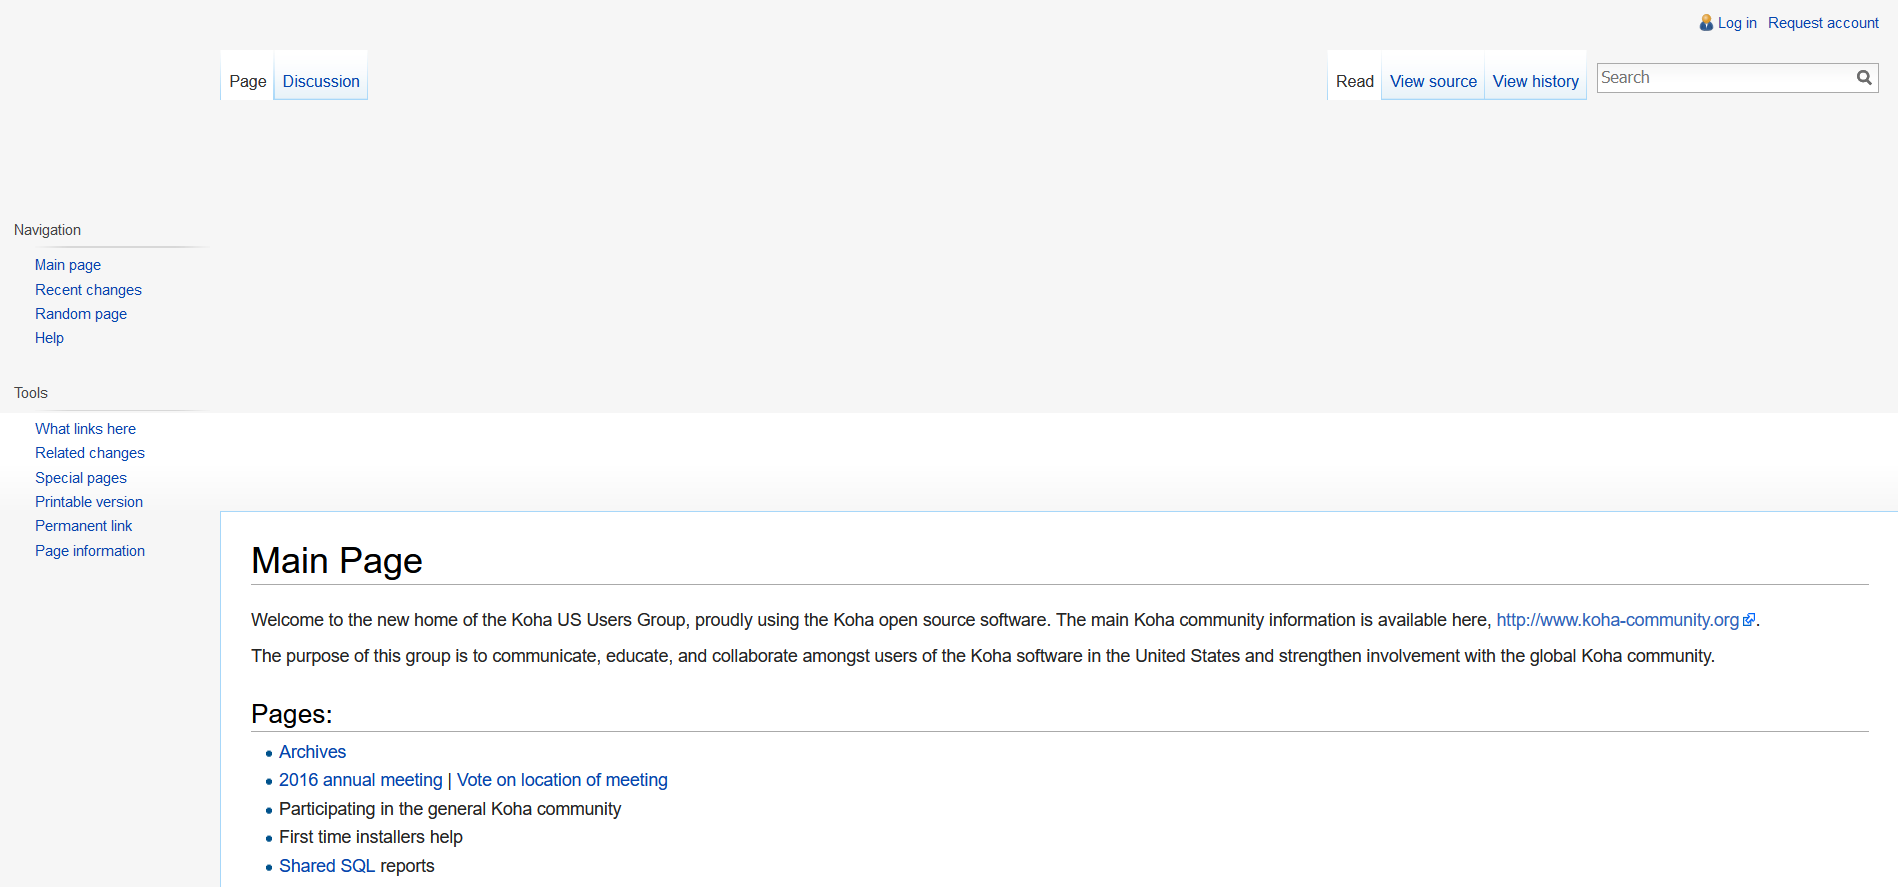 Log in Request account
Page Discussion
Read View source View history Search
Navigation
Main page
Recent changes
Random page
Help
Tools
What links here
Related changes
Special pages
Printable version
Permanent link
Page information
Main Page
Welcome to the new home of the Koha US Users Group, proudly using the Koha open source software. The main Koha community information is available here, http://www.koha-community.org.
The purpose of this group is to communicate, educate, and collaborate amongst users of the Koha software in the United States and strengthen involvement with the global Koha community.
Pages:
Archives
2016 annual meeting | Vote on location of meeting
Participating in the general Koha community
First time installers help
Shared SQL reports